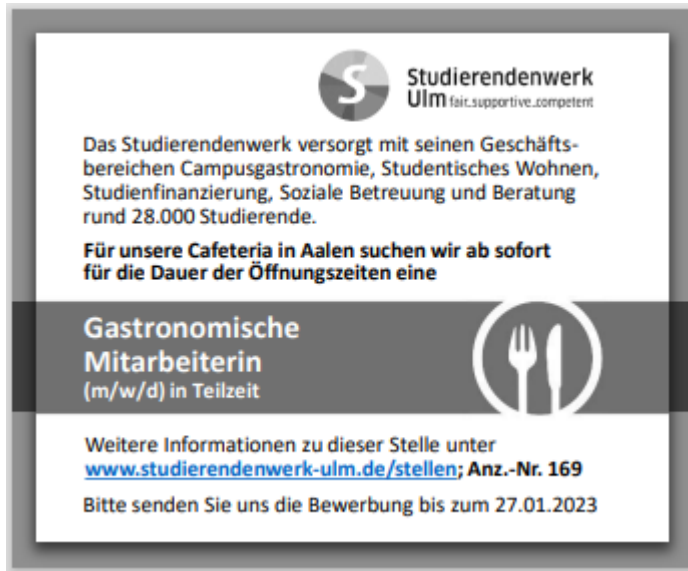 S
Studierendenwerk
Ulm fair.supportive.competent
Das Studierendenwerk versorgt mit seinen Geschäfts-
bereichen Campusgastronomie, Studentisches Wohnen,
Studienfinanzierung, Soziale Betreuung und Beratung
rund 28.000 Studierende.
Für unsere Cafeteria in Aalen suchen wir ab sofort
für die Dauer der Öffnungszeiten eine
Gastronomische
Mitarbeiterin
(m/w/d) in Teilzeit
Weitere Informationen zu dieser Stelle unter
www.studierendenwerk-ulm.de/stellen; Anz.-Nr. 169
Bitte senden Sie uns die Bewerbung bis zum 27.01.2023